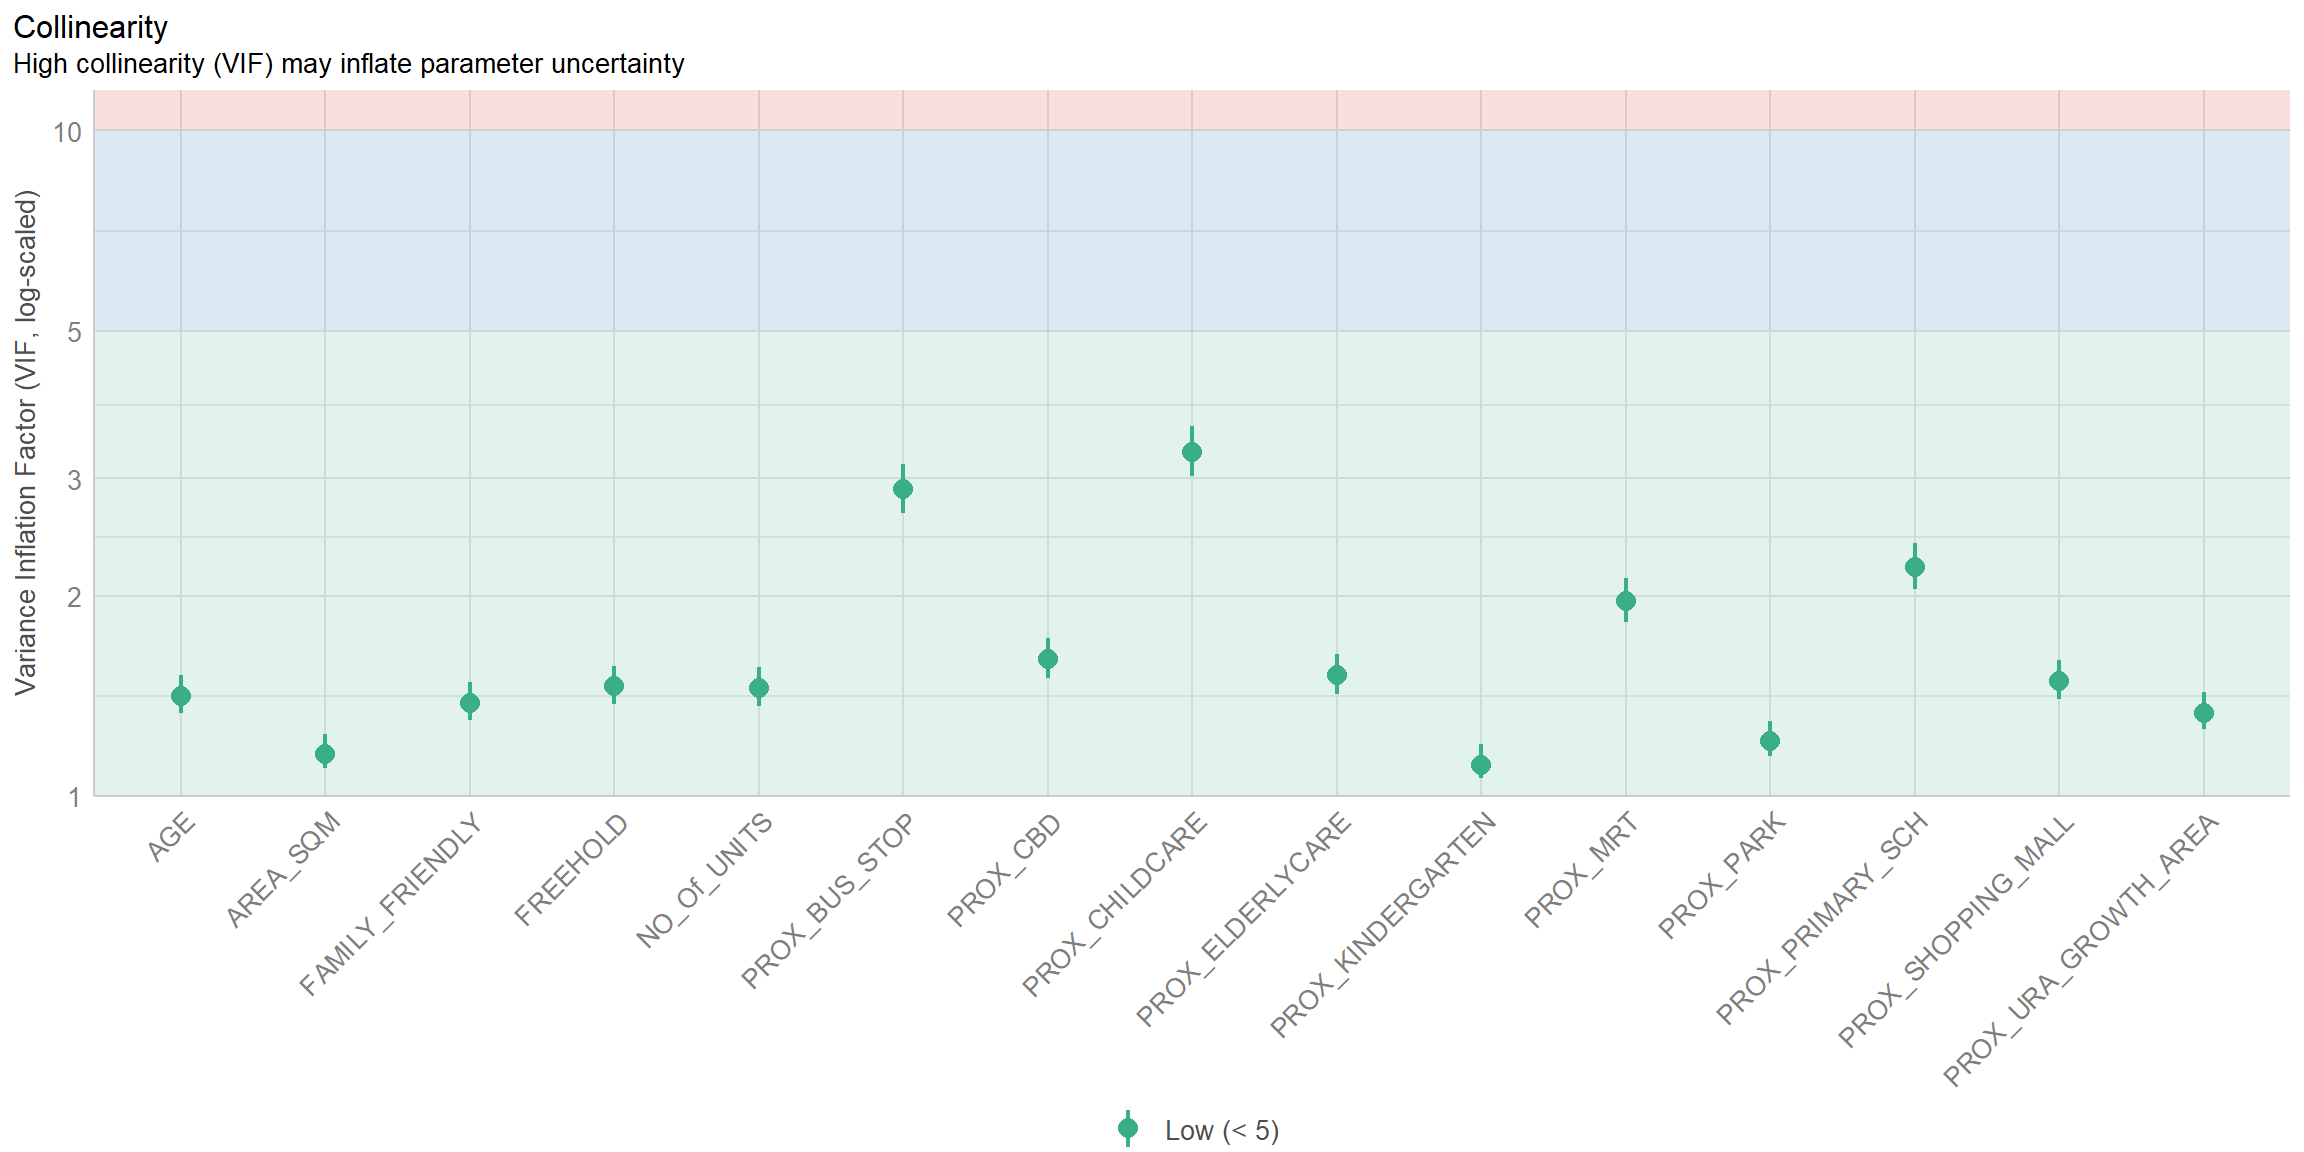 Collinearity
High collinearity (VIF) may inflate parameter uncertainty
Variance Inflation Factor (VIF, log-scaled)
10
5
3
2
1
AGE
AREA_SQM
FAMILY_FRIENDLY
FREEHOLD
NO_Of_UNITS
PROX_BUS_STOP
PROX_CBD
PROX_CHILDCARE
PROX_ELDERLYCARE
PROX_KINDERGARTEN
PROX_MRT
PROX_PARK
PROX_PRIMARY_SCH
PROX_SHOPPING_MALL
PROX_URA_GROWTH_AREA
Low (< 5)